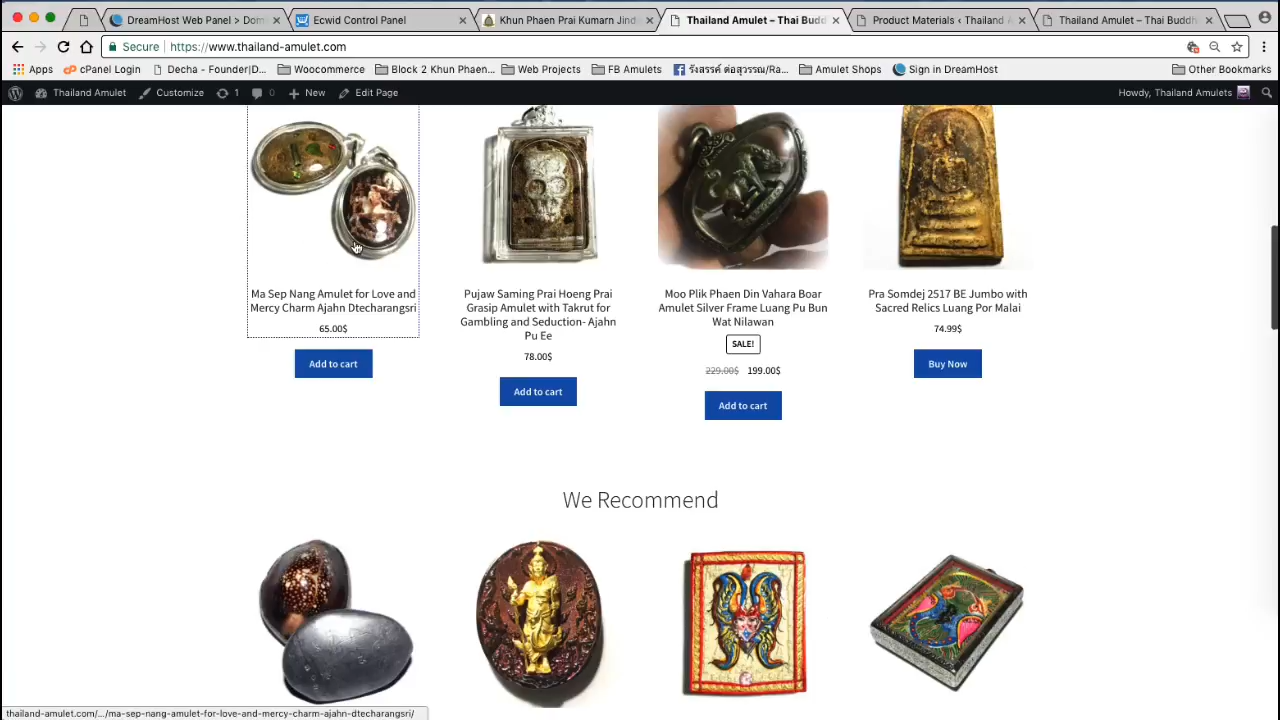 DreamHost Web Panel > Dom
Ecwid Control Panel
Khun Phaen Prai Kumarn Jind
Thailand Amulet – Thai Budd
Product Materials ‹ Thailand
Thailand Amulet – Thai Buddh
Secure
https://www.thailand-amulet.com
Apps
cPanel Login
Decha - Founder|D...
Woocommerce
Block 2 Khun Phaen...
Web Projects
FB Amulets
รังสรรค์ ต่อสุวรรณ/Ra...
Amulet Shops
Sign in DreamHost
Other Bookmarks
Thailand Amulet
Customize
1
0
New
Edit Page
Howdy, Thailand Amulets
Ma Sep Nang Amulet for Love and
Mercy Charm Ajahn Dtecharangsri
65.00$
Add to cart
Pujaw Saming Prai Hoeng Prai
Grasip Amulet with Takrut for
Gambling and Seduction- Ajahn
Pu Ee
78.00$
Add to cart
Moo Plik Phaen Din Vahara Boar
Amulet Silver Frame Luang Pu Bun
Wat Nilawan
SALE!
229.00$ 199.00$
Add to cart
Pra Somdej 2517 BE Jumbo with
Sacred Relics Luang Por Malai
74.99$
Buy Now
We Recommend
thailand-amulet.com/.../ma-sep-nang-amulet-for-love-and-mercy-charm-ajahn-dtecharangsri/